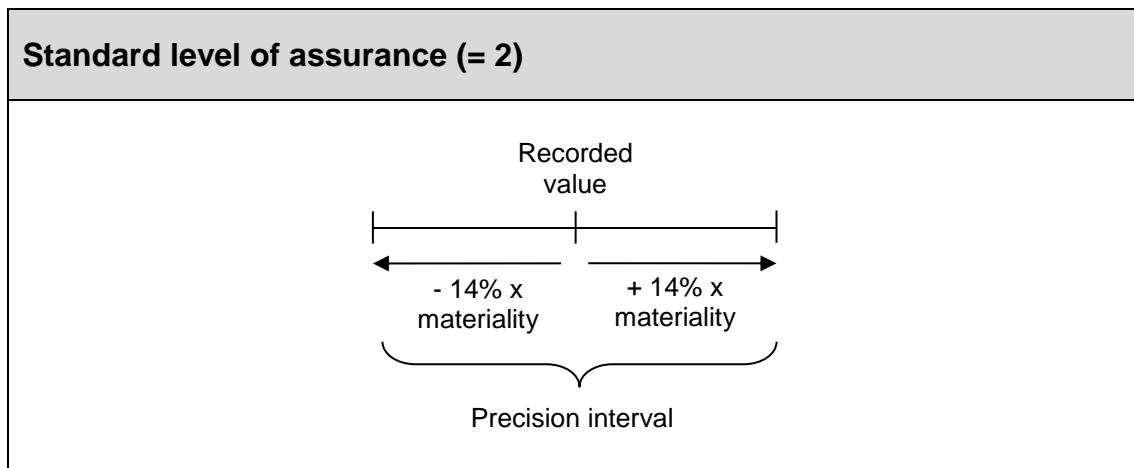 Standard level of assurance (= 2)
Recorded
value
- 14% x
materiality
+ 14% x
materiality
Precision interval